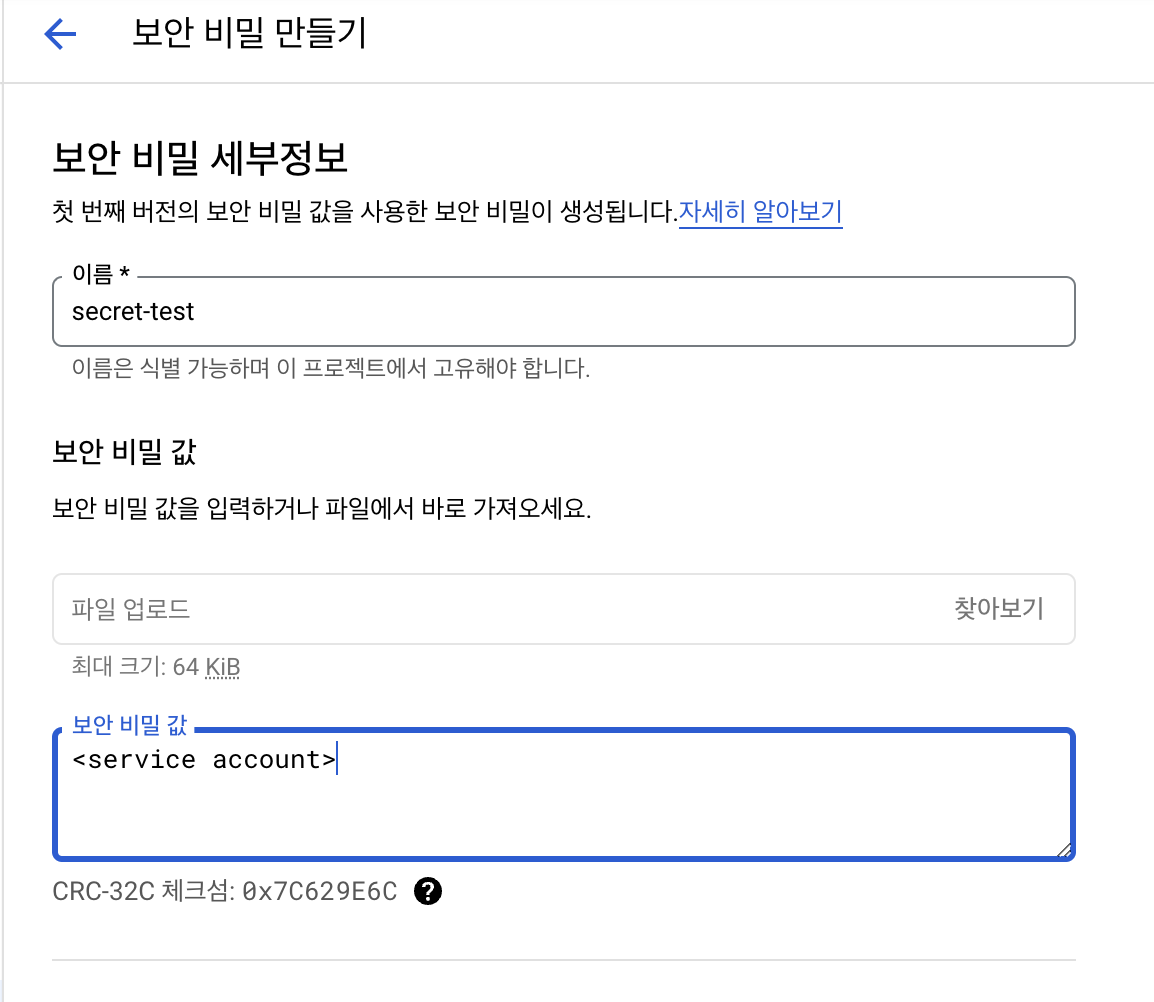 보안 비밀 만들기
보안 비밀 세부정보
첫 번째 버전의 보안 비밀 값을 사용한 보안 비밀이 생성됩니다.자세히 알아보기
이름 *
secret-test
이름은 식별 가능하며 이 프로젝트에서 고유해야 합니다.
보안 비밀 값
보안 비밀 값을 입력하거나 파일에서 바로 가져오세요.
파일 업로드 찾아보기
최대 크기: 64 KiB
보안 비밀 값
<service account>
CRC-32C 체크섬: 0x7C629E6C ?